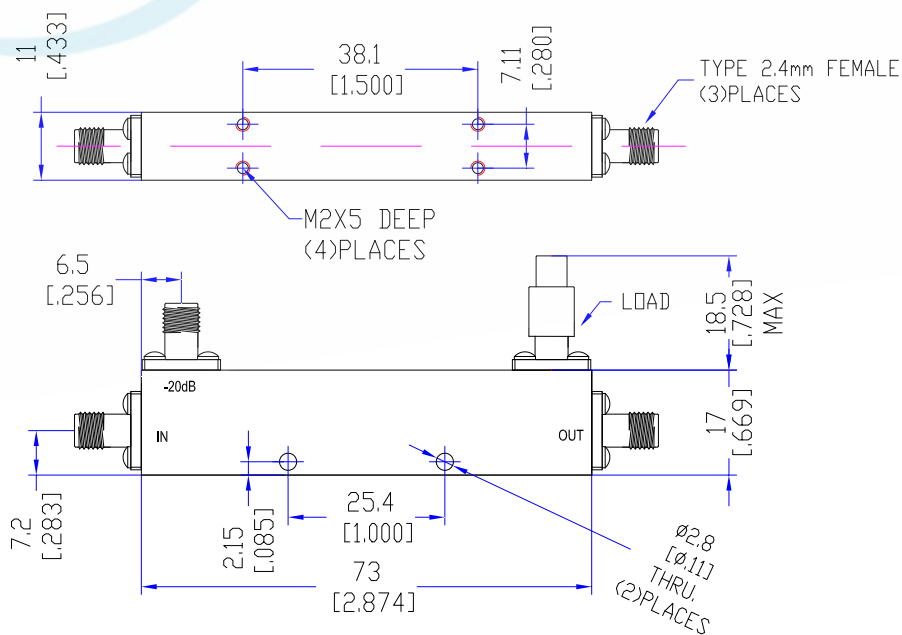 11
[.433]
38.1
[1.500]
7.11
[.280]
TYPE 2.4mm FEMALE
(3)PLACES
M2X5 DEEP
(4)PLACES
6.5
[.256]
LOAD
18.5
[.728]
MAX
-20dB
IN
OUT
17
[.669]
7.2
[.283]
2.15
[.085]
25.4
[1.000]
73
[2.874]
ø2.8
[ø.11]
THRU.
(2)PLACES